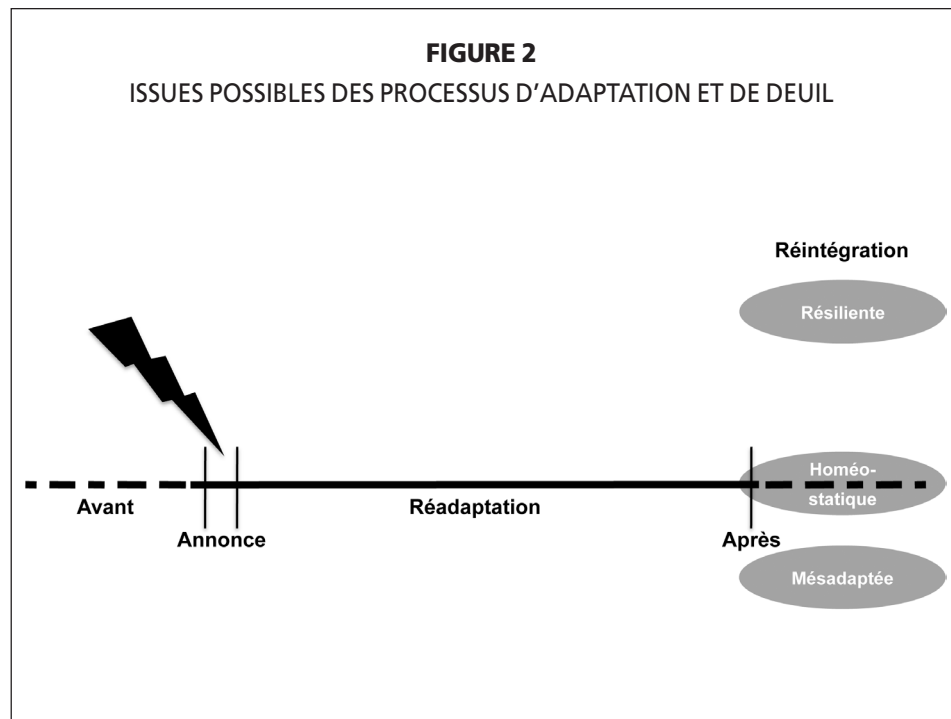 FIGURE 2
ISSUES POSSIBLES DES PROCESSUS D'ADAPTATION ET DE DEUIL
Réintégration
Résiliente
Homéo-
statique
Avant
Réadaptation
Annonce
Après
Mésadaptée